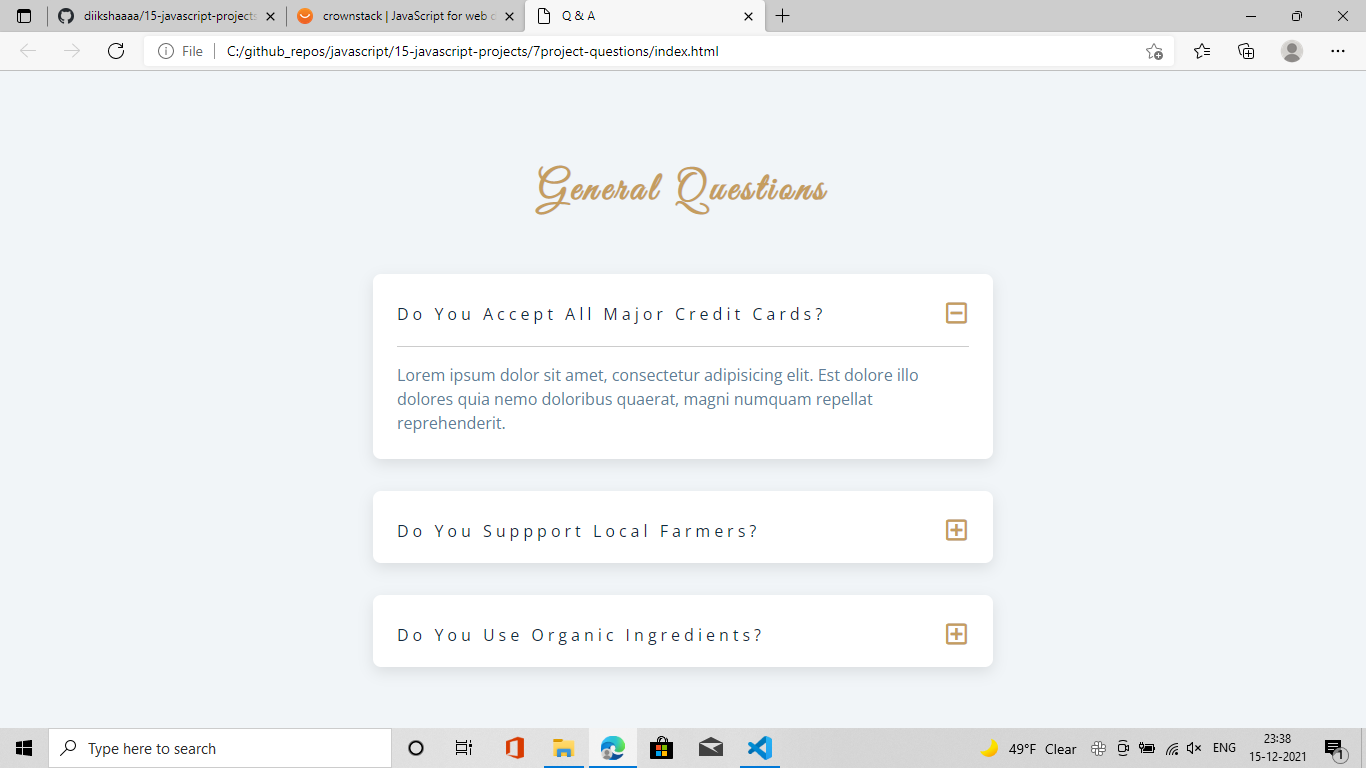 diikshaaaa/15-javascript-projects
crownstack | JavaScript for web d
Q & A
File
C:/github_repos/javascript/15-javascript-projects/7project-questions/index.html
General Questions
Do You Accept All Major Credit Cards?
Lorem ipsum dolor sit amet, consectetur adipisicing elit. Est dolore illo
dolores quia nemo doloribus quaerat, magni numquam repellat
reprehenderit.
Do You Suppport Local Farmers?
Do You Use Organic Ingredients?
Type here to search
49°F Clear
ENG
23:38
15-12-2021
1